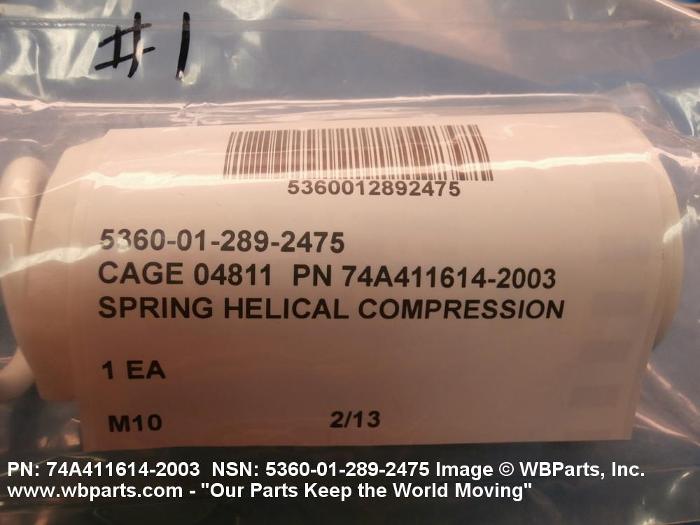 #1
5360012892475
5360-01-289-2475
CAGE 04811 PN 74A411614-2003
SPRING HELICAL COMPRESSION
1 EA
M10 2/13
PN: 74A411614-2003 NSN: 5360-01-289-2475 Image © WBParts, Inc.
www.wbparts.com - "Our Parts Keep the World Moving"